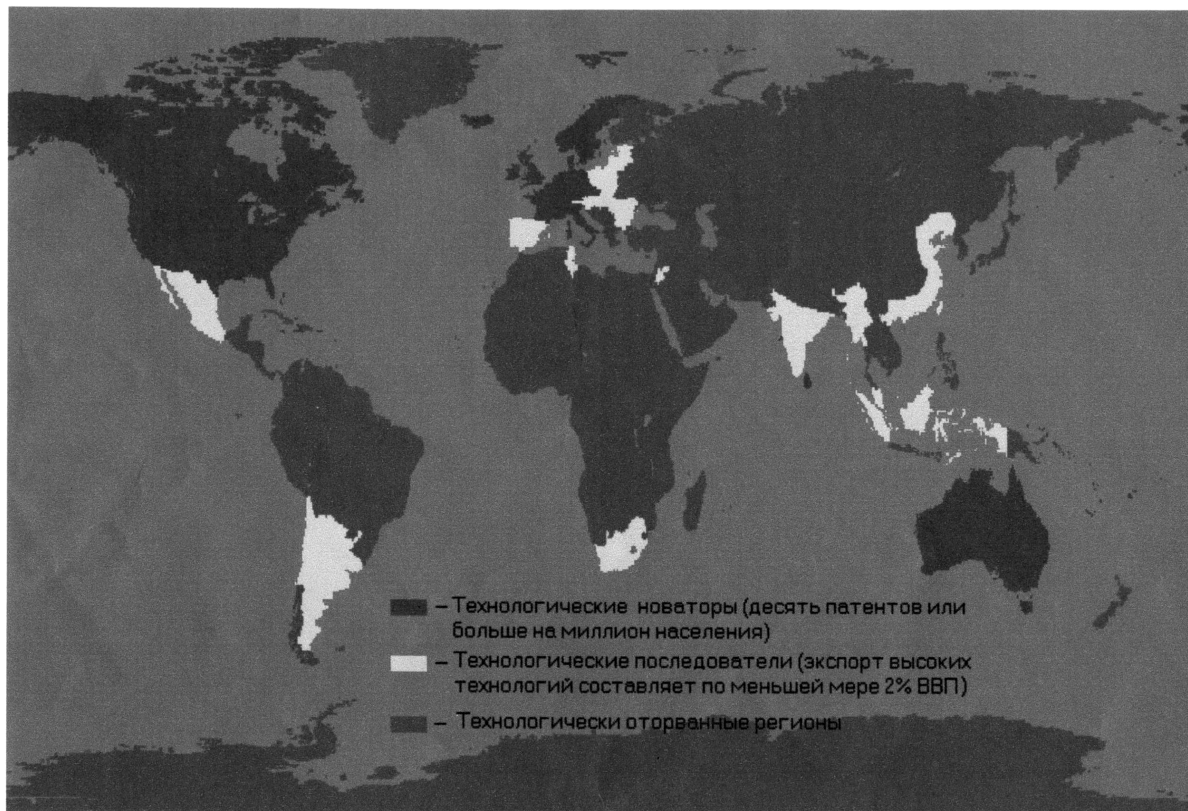 – Технологические новаторы (десять патентов или
больше на миллион населения)
– Технологические последователи (экспорт высоких
технологий составляет по меньшей мере 2% ВВП)
– Технологически оторванные регионы